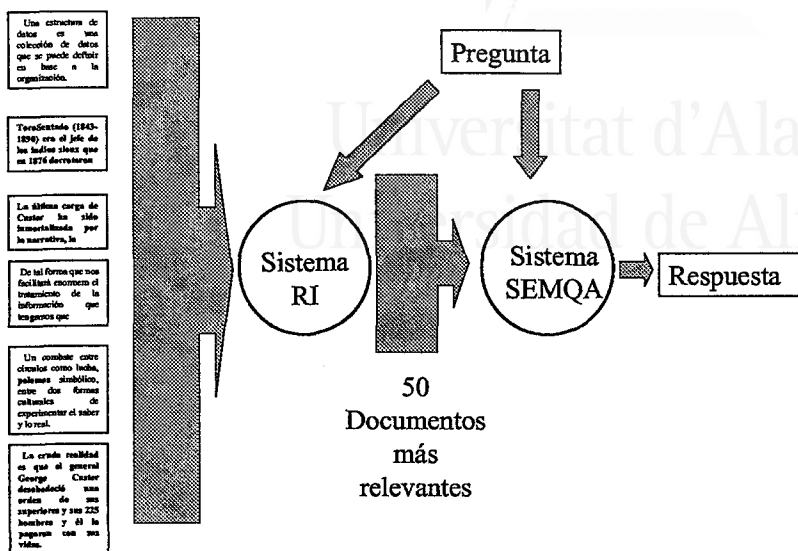 Una estructura de
datos es una
colección de datos
que se puede definir
en base a la
organización.
ToroSentado (1843-
1890) era el jefe de
los indios sioux que
en 1876 derrotaron
La última carga de
Custer ha sido
inmortalizada por
la narrativa, la
De tal forma que nos
facilitará enormem el
tratamiento de la
información que
tengamos que
Un combate entre
círculos como lucha,
simbólico,
entre dos formas
culturales de
experimentar el saber
y lo real.
La cruda realidad
es que el general
George Custer
desobedeció una
orden de sus
superiores y sus 225
hombres y él lo
pagaron con sus
vidas.
Pregunta
Universitat d'Ala
Universidad de Ali
Sistema
RI
Sistema
SEMQA
Respuesta
50
Documentos
más
relevantes